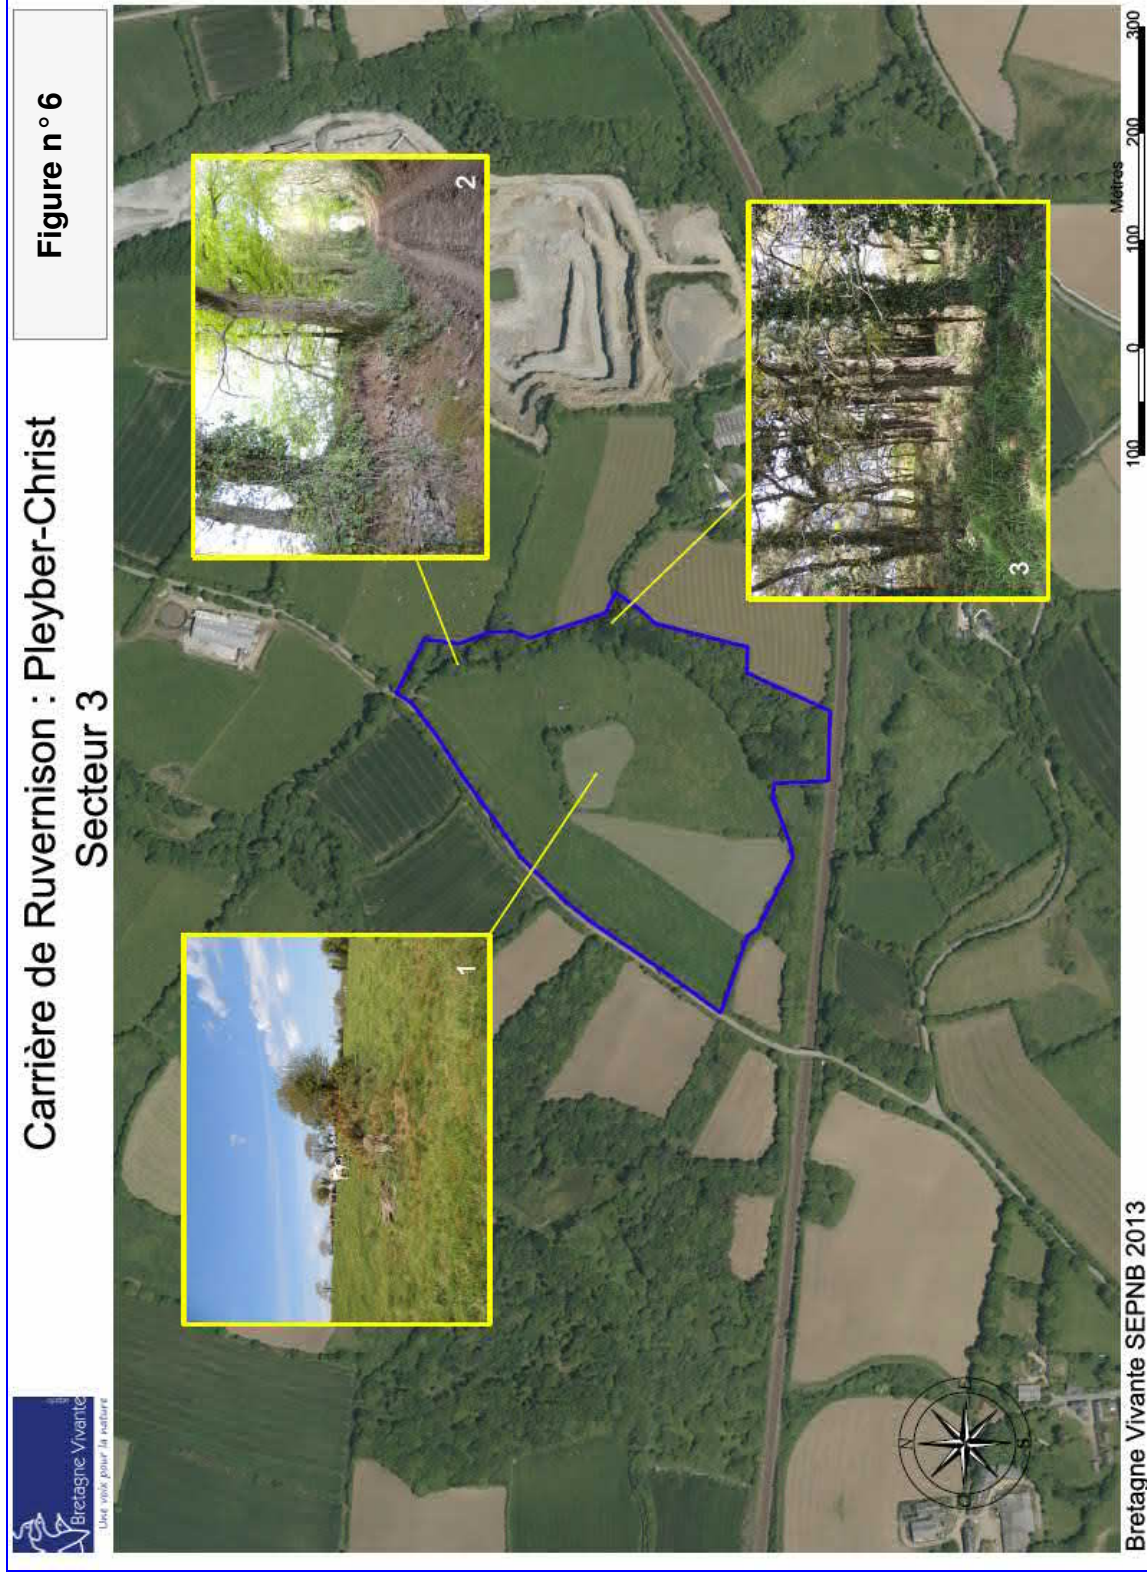 Carrière de Ruvernison : Pleyber-Christ
Secteur 3
Figure n° 6
Bretagne Vivante
Une voix pour la nature
1
2
3
N
E
S
O
Bretagne Vivante SEPNB 2013
100 0 100 200 300
Mètres